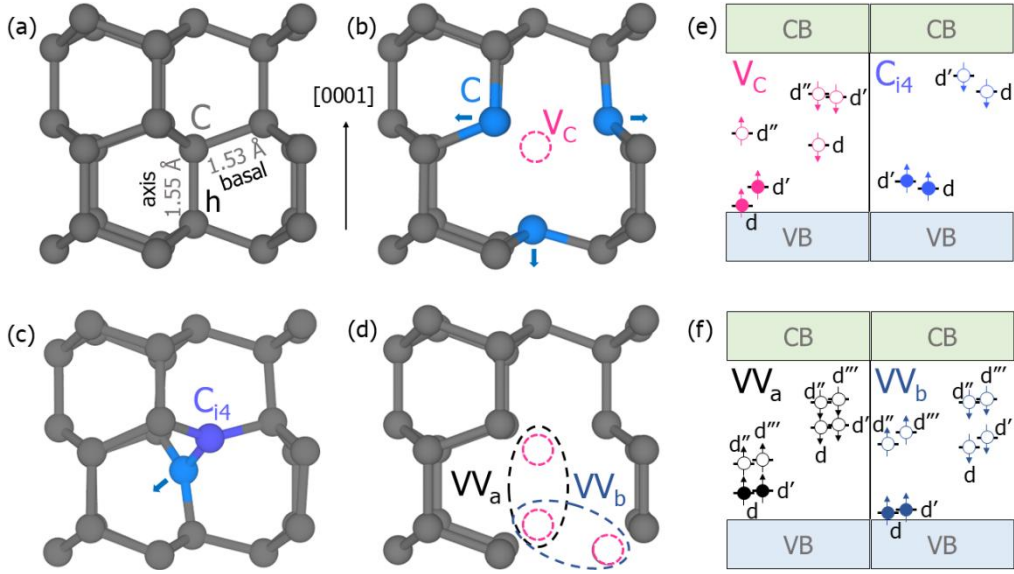 (a)
C
1.53 Å
basal
axis
1.55 Å
h
(b)
[0001]
C
V_C
(c)
C_i4
(d)
VV_a
VV_b
(e)
CB
CB
V_C
C_i4
d″
d′
d″
d
d′
d
d′
d
d′
d
VB
VB
(f)
CB
CB
VV_a
VV_b
d″
d‴
d″
d‴
d′
d
d″
d‴
d′
d
d″
d‴
d′
d
d′
d
VB
VB